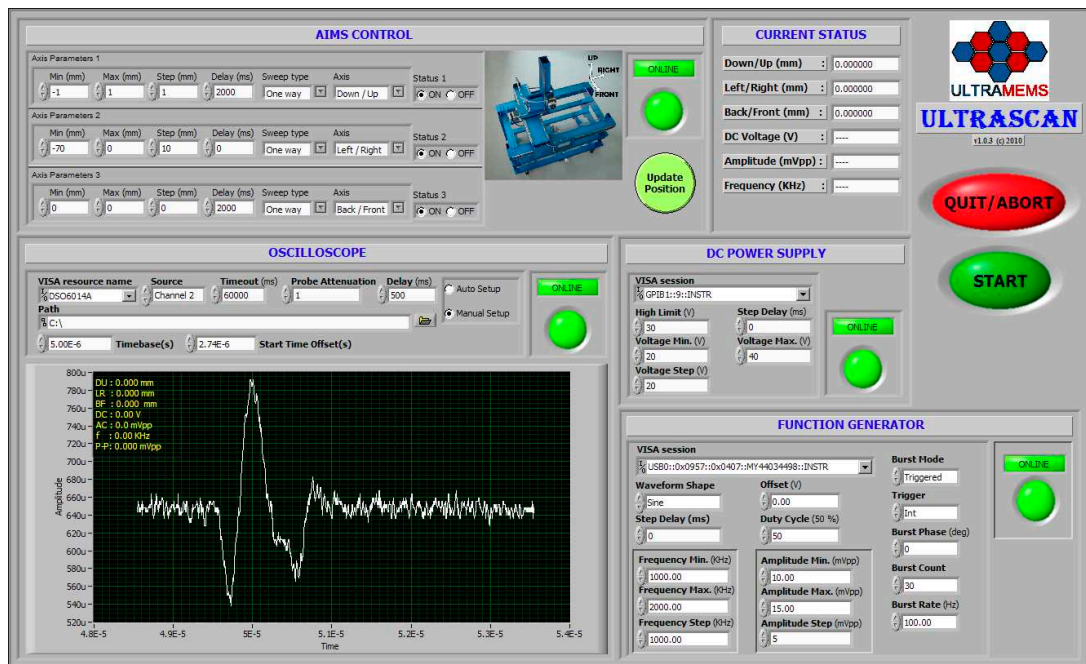 AIMS CONTROL
Axis Parameters 1
Min (mm) Max (mm) Step (mm) Delay (ms) Sweep type Axis Status 1
-1 1 1 2000 One way Down / Up ON OFF
Axis Parameters 2
Min (mm) Max (mm) Step (mm) Delay (ms) Sweep type Axis Status 2
-70 0 10 0 One way Left / Right ON OFF
Axis Parameters 3
Min (mm) Max (mm) Step (mm) Delay (ms) Sweep type Axis Status 3
0 0 0 2000 One way Back / Front ON OFF
UP
RIGHT
FRONT
ONLINE
Update
Position
CURRENT STATUS
Down/Up (mm) : 0.000000
Left/Right (mm) : 0.000000
Back/Front (mm) : 0.000000
DC Voltage (V) : ----
Amplitude (mVpp) : ----
Frequency (KHz) : ----
ULTRAMEMS
ULTRASCAN
v1.0.3 (c) 2010
QUIT/ABORT
START
OSCILLOSCOPE
VISA resource name Source Timeout (ms) Probe Attenuation Delay (ms)
DSO6014A Channel 2 60000 1 500
Auto Setup
Manual Setup
Path
C:\
5.00E-6 Timebase(s) 2.74E-6 Start Time Offset(s)
ONLINE
DU : 0.000 mm
LR : 0.000 mm
BF : 0.000 mm
DC : 0.00 V
AC : 0.0 mVpp
f : 0.00 KHz
P-P: 0.000 mVpp
Amplitude
800u
780u
760u
740u
720u
700u
680u
660u
640u
620u
600u
580u
560u
540u
520u
4.8E-5 4.9E-5 5E-5 5.1E-5 5.2E-5 5.3E-5 5.4E-5
Time
DC POWER SUPPLY
VISA session
GPIB1::9::INSTR
High Limit (V) Step Delay (ms)
30 0
Voltage Min. (V) Voltage Max. (V)
20 40
Voltage Step (V)
20
ONLINE
FUNCTION GENERATOR
VISA session
USB0::0x0957::0x0407::MY44034498::INSTR
Waveform Shape Offset (V)
Sine 0.00
Step Delay (ms) Duty Cycle (50 %)
0 50
Frequency Min. (KHz) Amplitude Min. (mVpp)
1000.00 10.00
Frequency Max. (KHz) Amplitude Max. (mVpp)
2000.00 15.00
Frequency Step (KHz) Amplitude Step (mVpp)
1000.00 5
Burst Mode
Triggered
Trigger
Int
Burst Phase (deg)
0
Burst Count
30
Burst Rate (Hz)
100.00
ONLINE